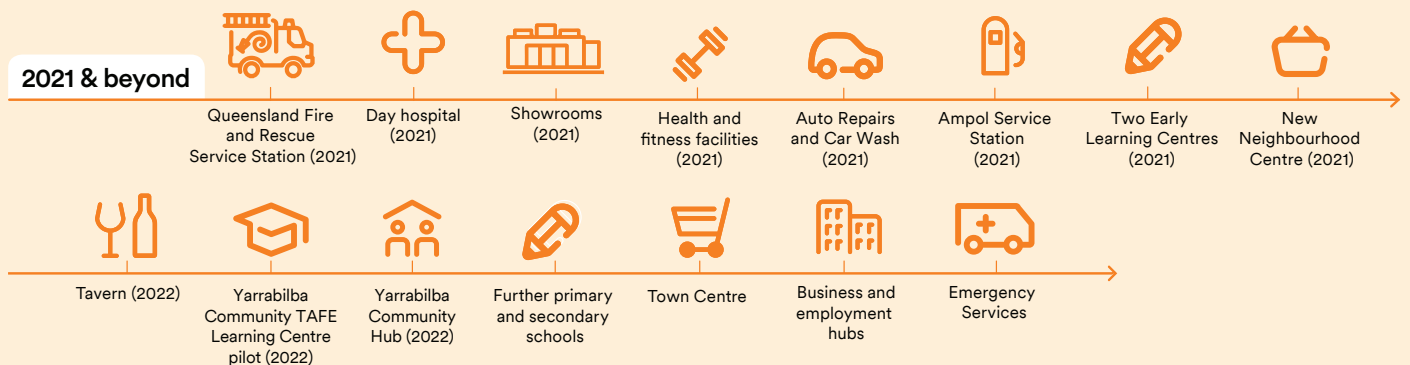 2021 & beyond
Queensland Fire
and Rescue
Service Station (2021)
Day hospital
(2021)
Showrooms
(2021)
Health and
fitness facilities
(2021)
Auto Repairs
and Car Wash
(2021)
Ampol Service
Station
(2021)
Two Early
Learning Centres
(2021)
New
Neighbourhood
Centre (2021)
Tavern (2022)
Yarrabilba
Community TAFE
Learning Centre
pilot (2022)
Yarrabilba
Community
Hub (2022)
Further primary
and secondary
schools
Town Centre
Business and
employment
hubs
Emergency
Services